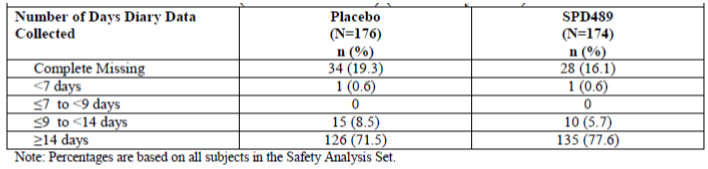 Number of Days Diary Data Collected Placebo (N=176) n (%) SPD489 (N=174) n (%)
Complete Missing 34 (19.3) 28 (16.1)
<7 days 1 (0.6) 1 (0.6)
≤7 to <9 days 0 0
≤9 to <14 days 15 (8.5) 10 (5.7)
≥14 days 126 (71.5) 135 (77.6)
Note: Percentages are based on all subjects in the Safety Analysis Set.